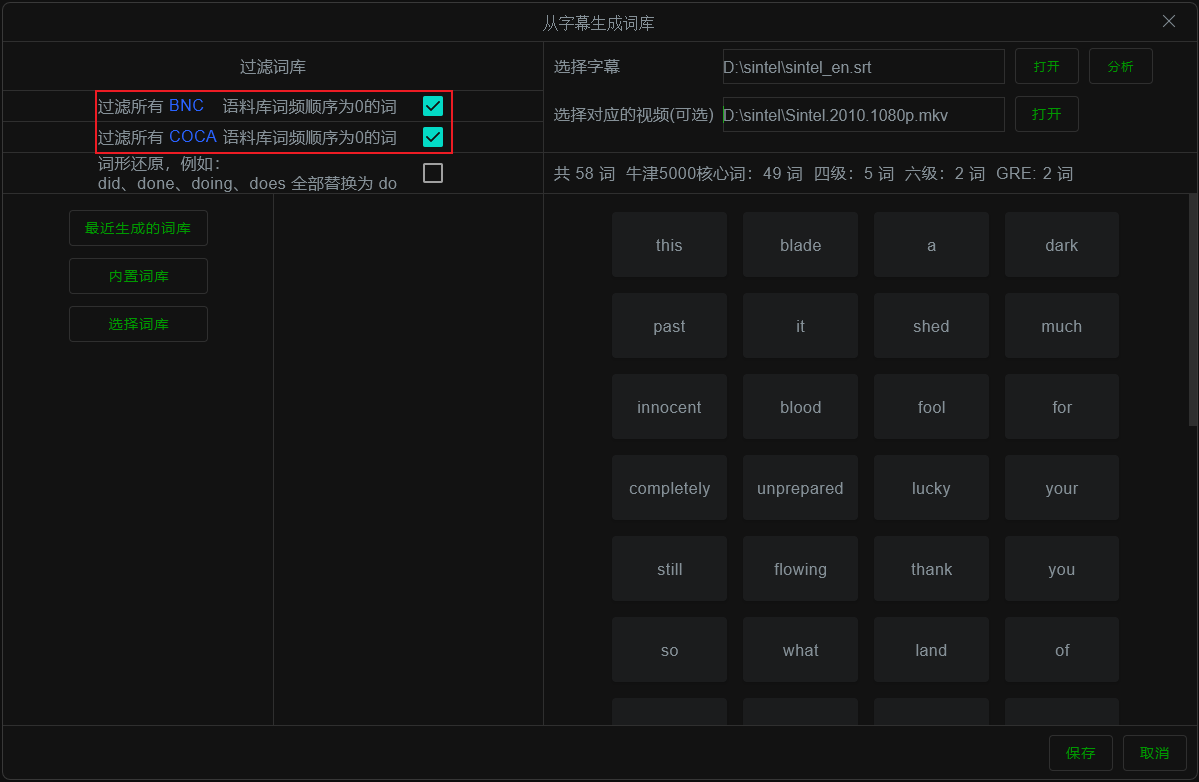 从字幕生成词库
过滤词库
过滤所有 BNC 语料库词频顺序为0的词
过滤所有 COCA 语料库词频顺序为0的词
词形还原，例如：
did、done、doing、does 全部替换为 do
最近生成的词库
内置词库
选择词库
选择字幕 D:\sintel\sintel_en.srt 打开 分析
选择对应的视频(可选) D:\sintel\Sintel.2010.1080p.mkv 打开
共 58 词 牛津5000核心词：49 词 四级：5 词 六级：2 词 GRE: 2 词
this blade a dark
past it shed much
innocent blood fool for
completely unprepared lucky your
still flowing thank you
so what land of
保存 取消